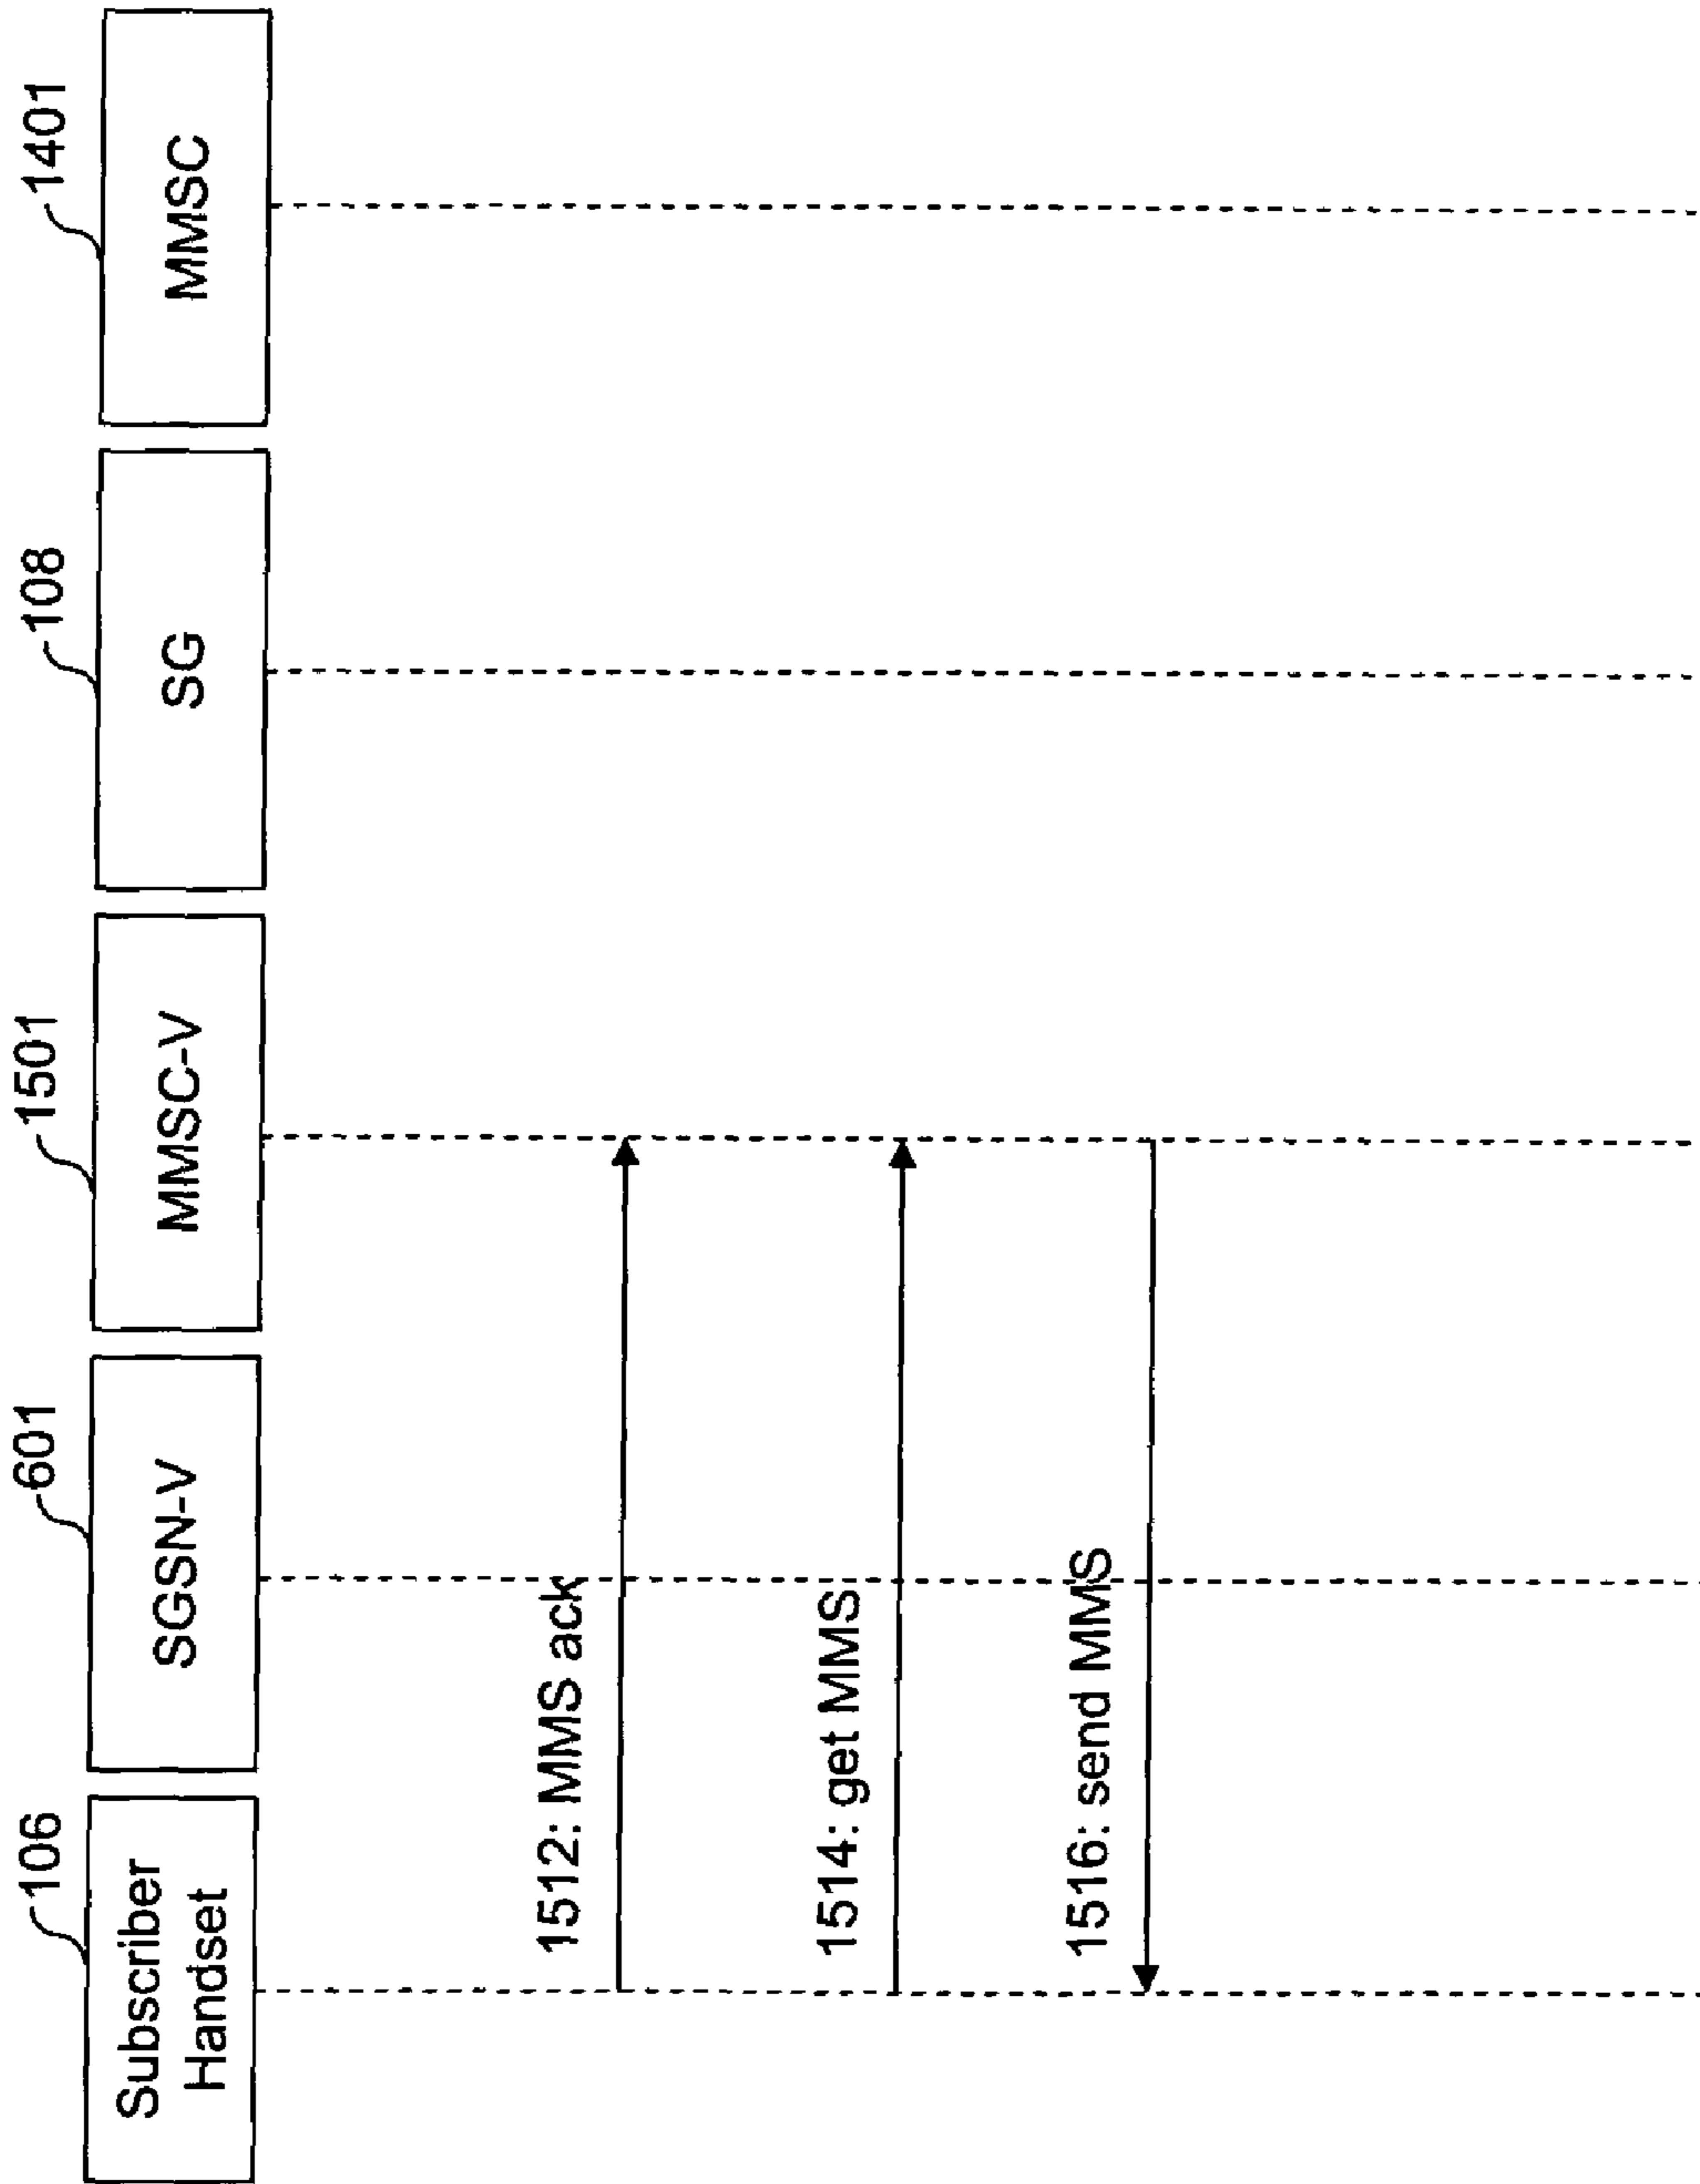 106
601
1501
108
1401
Subscriber
Handset
SGSN-V
MMSC-V
SG
MMSC
1512: MMS ack
1514: get MMS
1516: send MMS